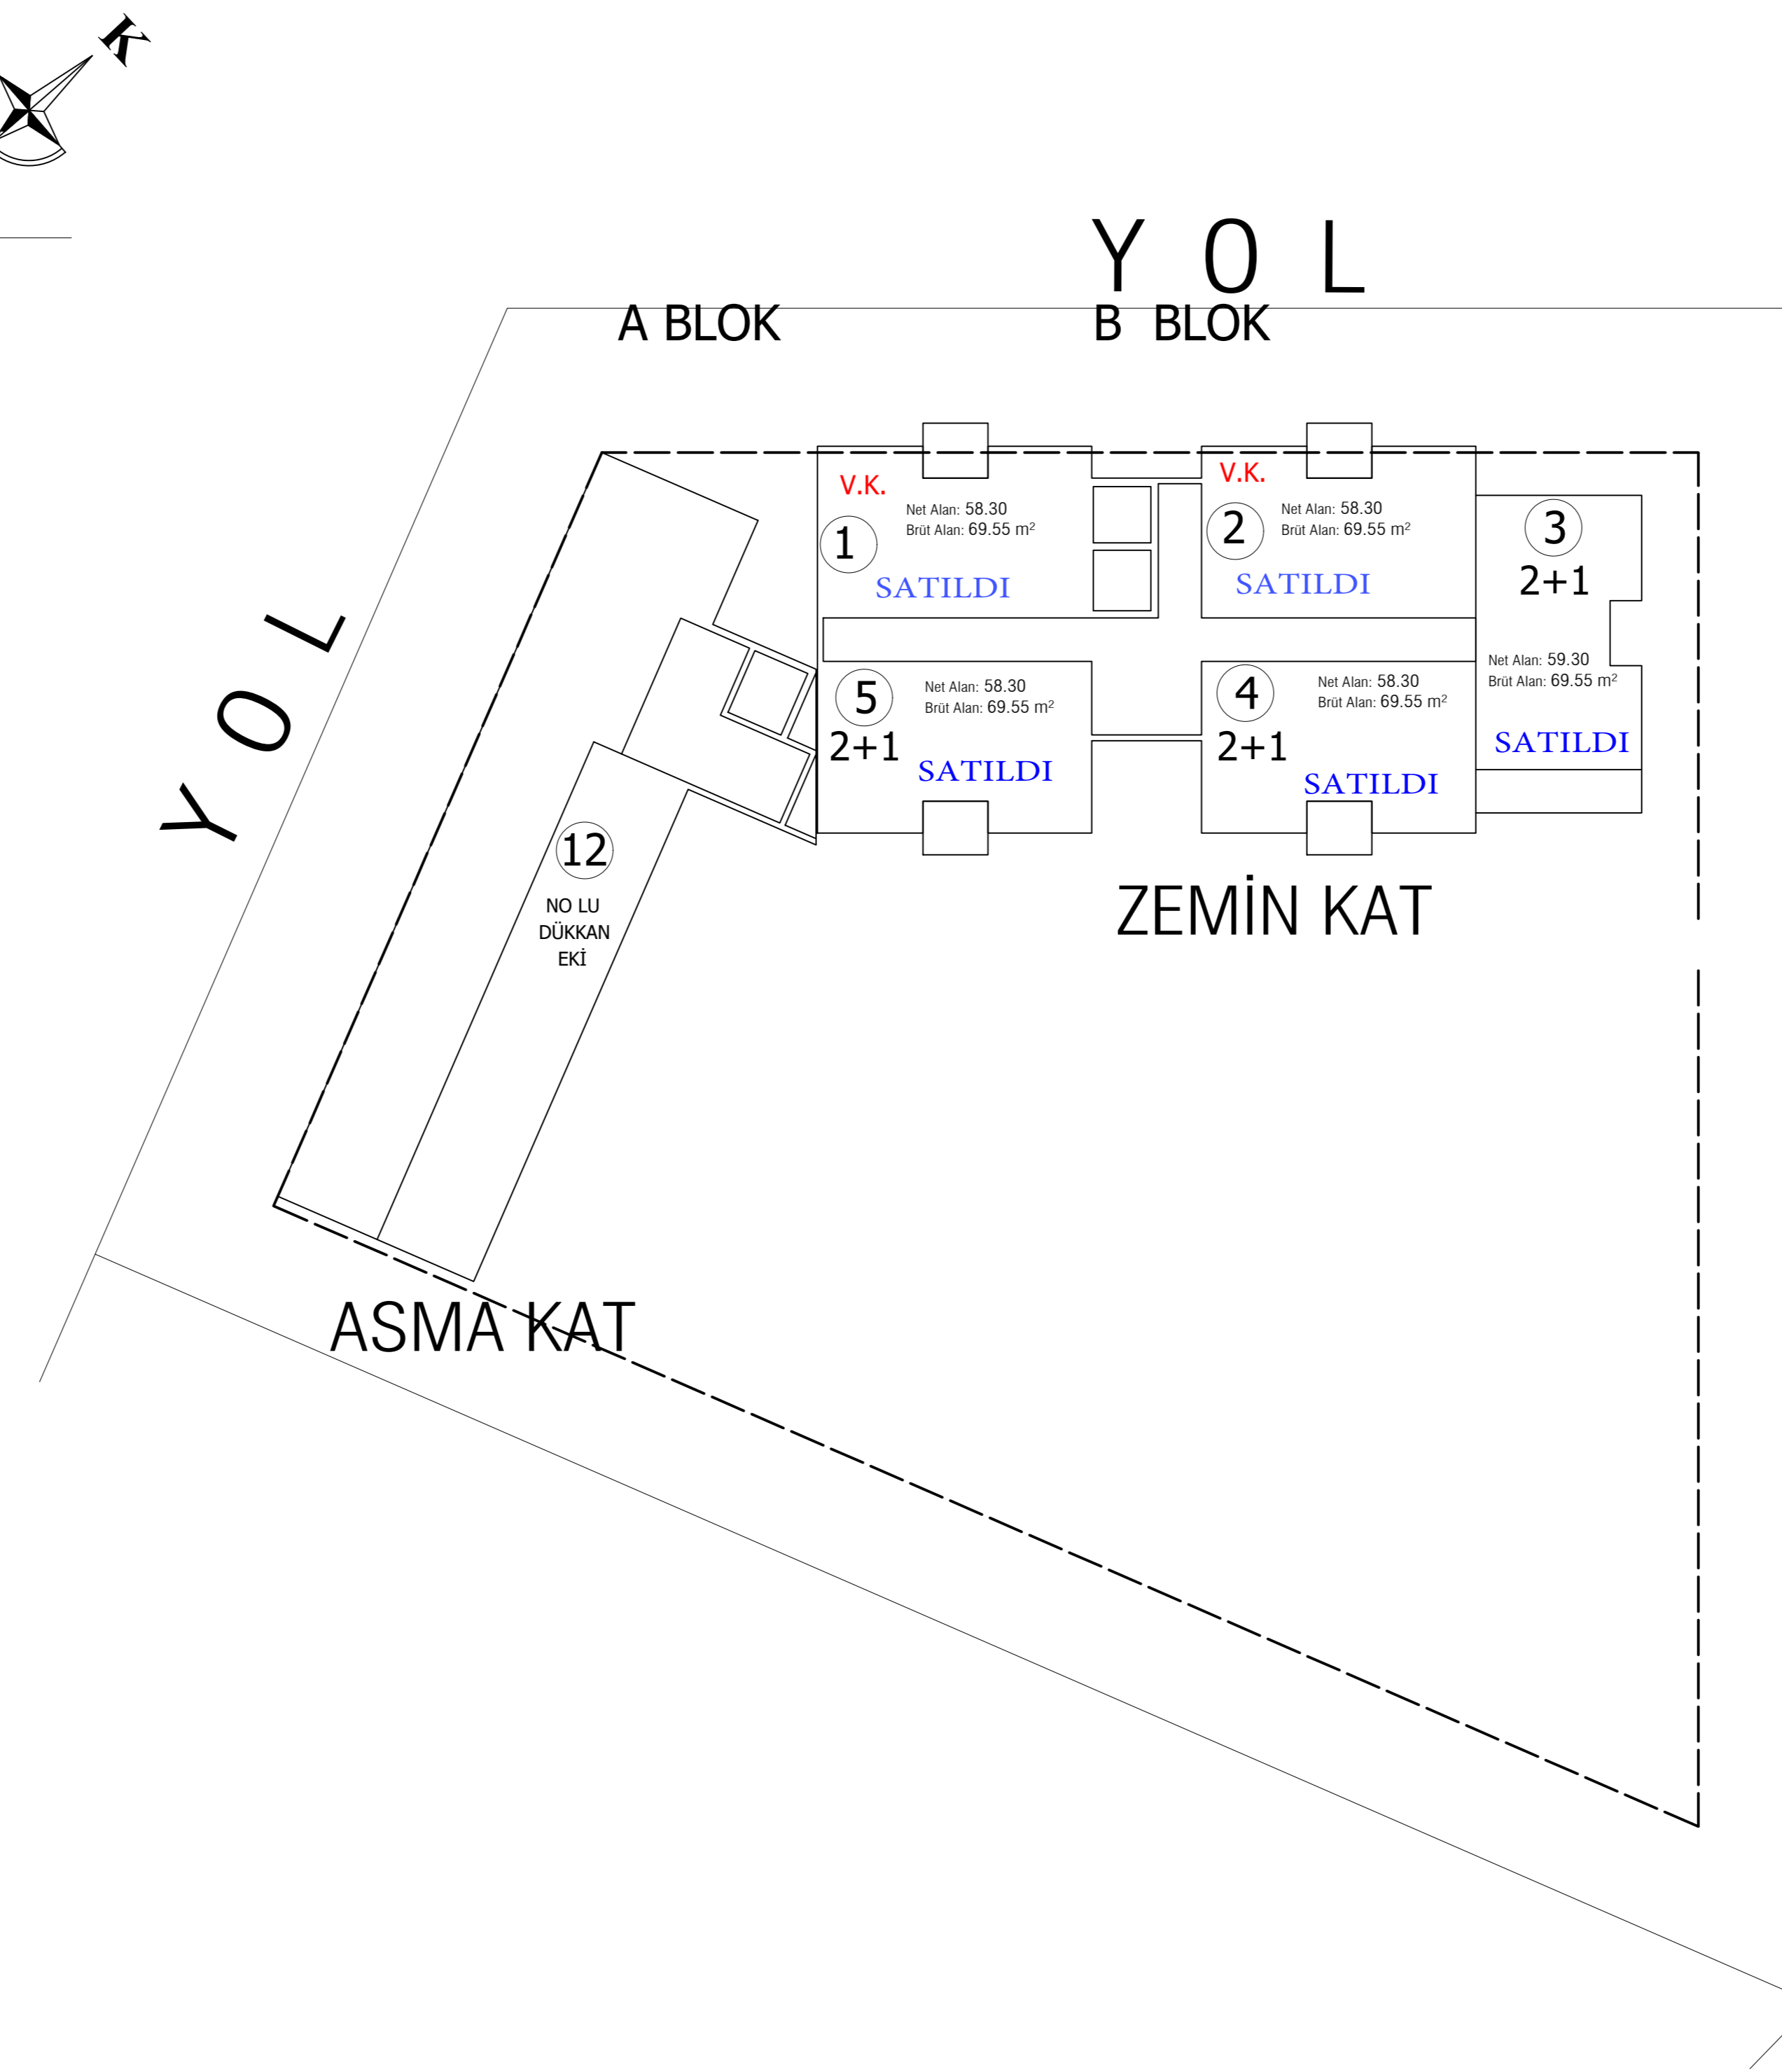 K
Y O L
A BLOK
B BLOK
V.K.
1
Net Alan: 58.30
Brüt Alan: 69.55 m²
SATILDI
V.K.
2
Net Alan: 58.30
Brüt Alan: 69.55 m²
SATILDI
3
2+1
Net Alan: 59.30
Brüt Alan: 69.55 m²
SATILDI
Y O L
5
2+1
Net Alan: 58.30
Brüt Alan: 69.55 m²
SATILDI
4
2+1
Net Alan: 58.30
Brüt Alan: 69.55 m²
SATILDI
12
NO LU
DÜKKAN
EKİ
ZEMİN KAT
ASMA KAT